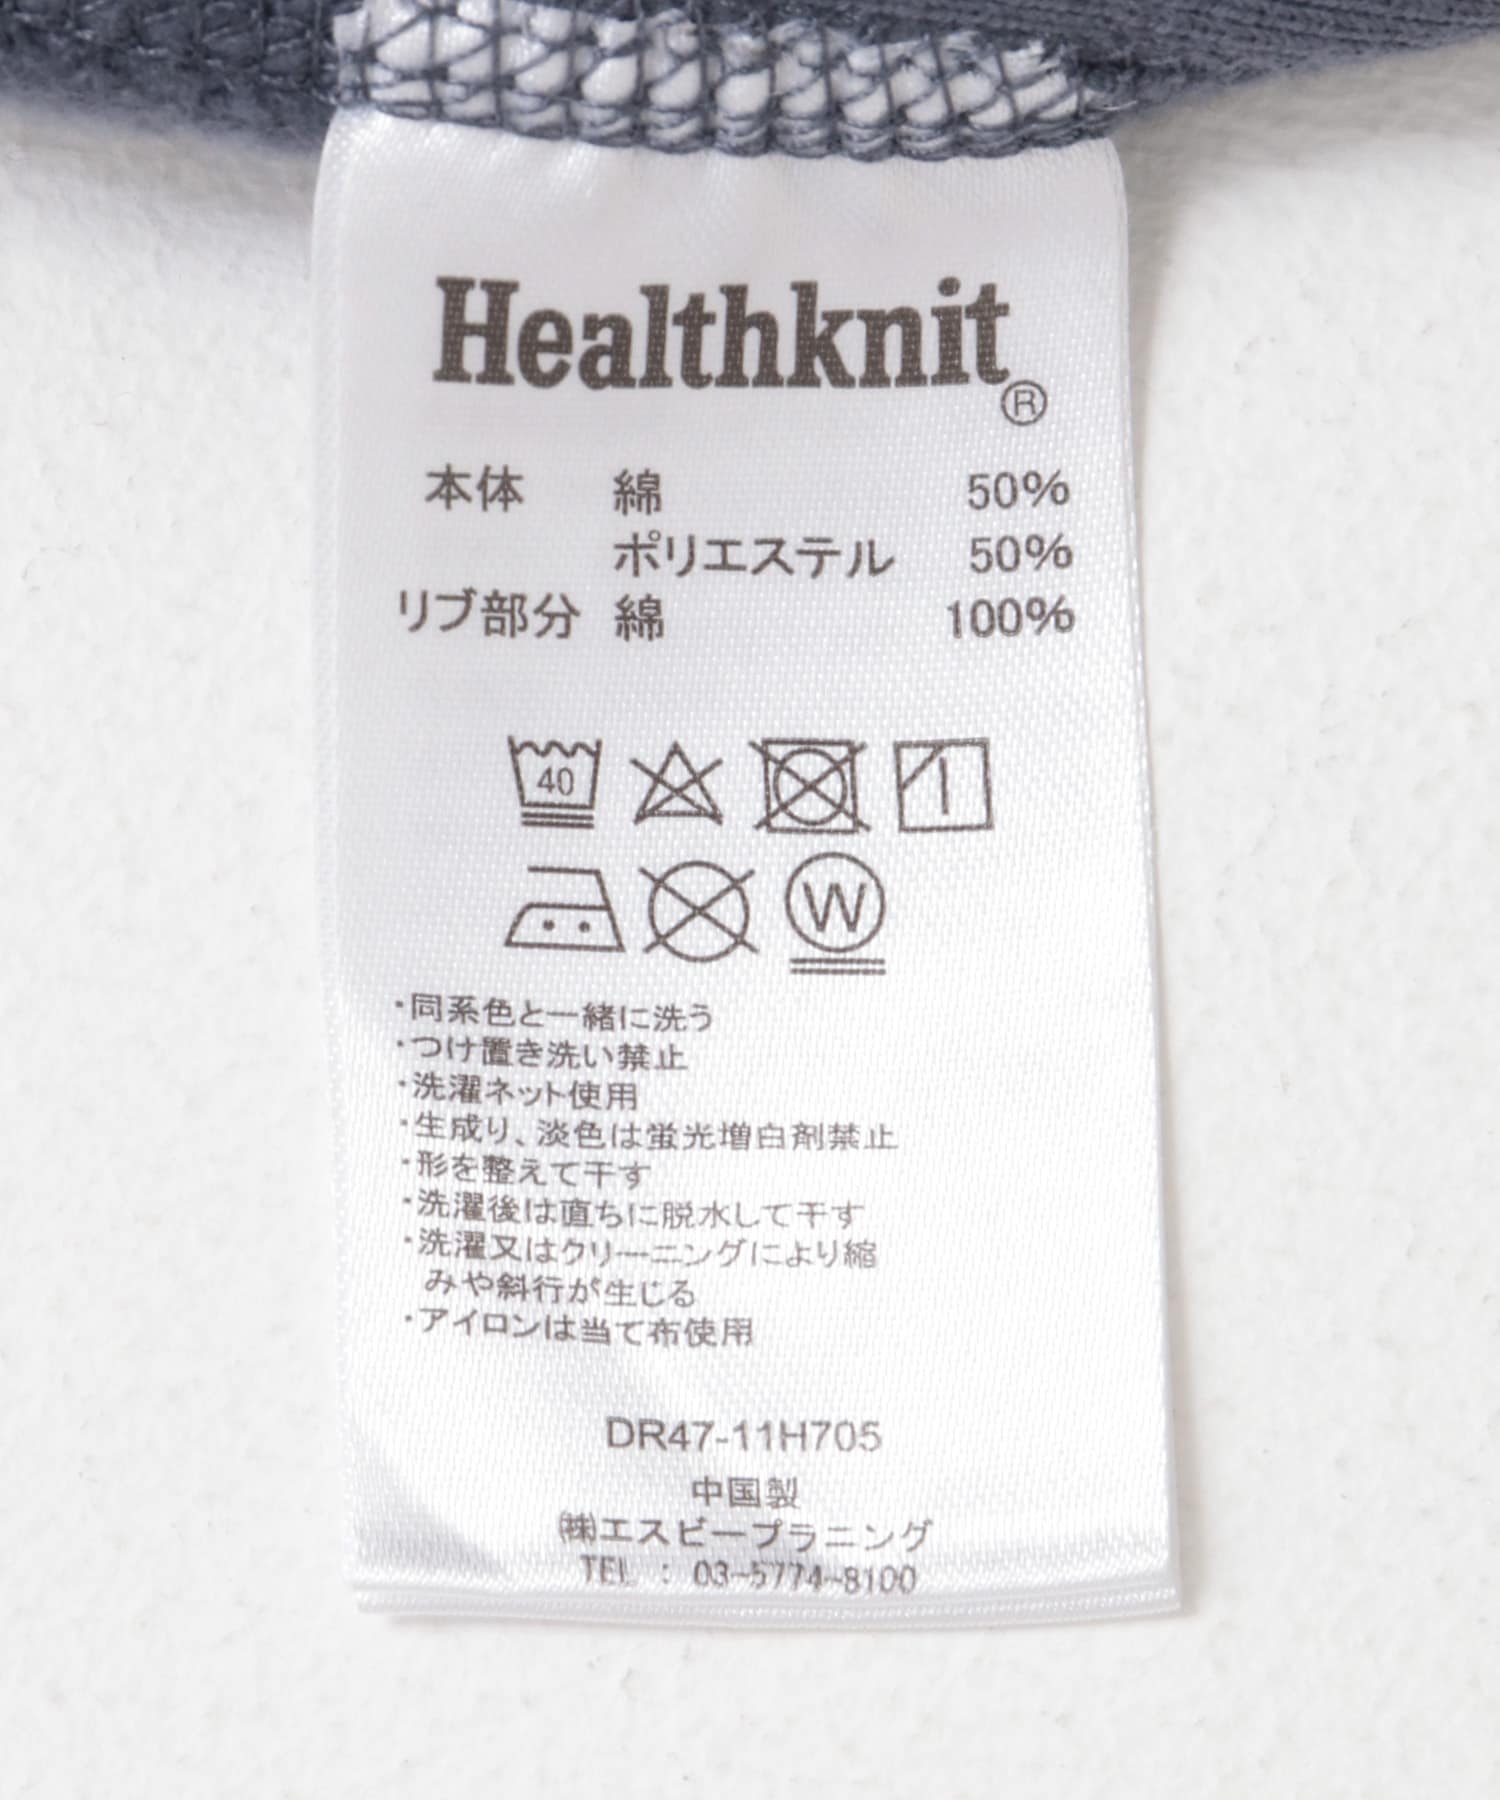 Healthknit®
本体 綿 50%
ポリエステル 50%
リブ部分 綿 100%
40
W
・同系色と一緒に洗う
・つけ置き洗い禁止
・洗濯ネット使用
・生成り、淡色は蛍光増白剤禁止
・形を整えて干す
・洗濯後は直ちに脱水して干す
・洗濯又はクリーニングにより縮
みや斜行が生じる
・アイロンは当て布使用
DR47-11H705
中国製
㈱エスビープラニング
TEL : 03-5774-8100